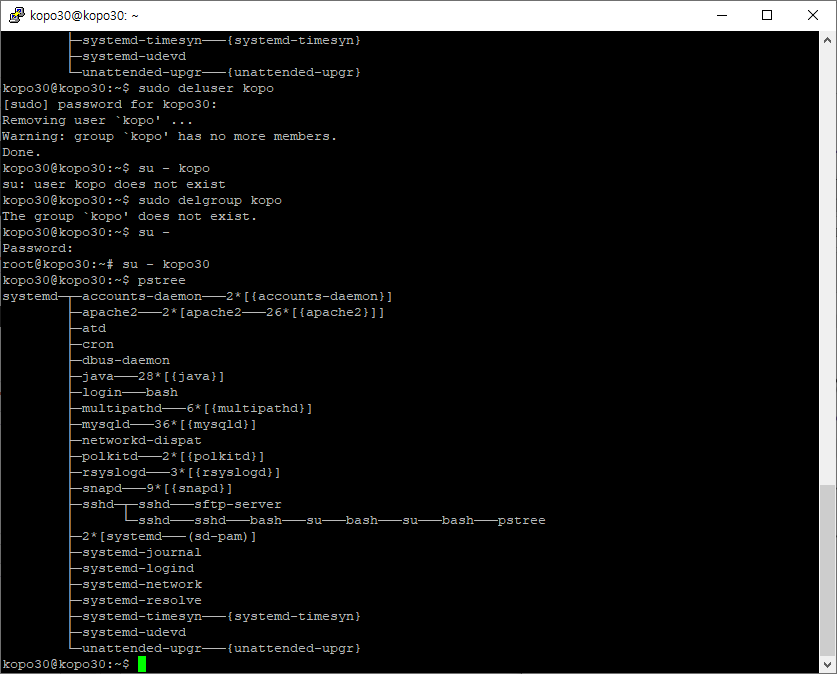 kopo30@kopo30: ~
├─systemd-timesyn───{systemd-timesyn}
├─systemd-udevd
└─unattended-upgr───{unattended-upgr}
kopo30@kopo30:~$ sudo deluser kopo
[sudo] password for kopo30:
Removing user `kopo' ...
Warning: group `kopo' has no more members.
Done.
kopo30@kopo30:~$ su - kopo
su: user kopo does not exist
kopo30@kopo30:~$ sudo delgroup kopo
The group `kopo' does not exist.
kopo30@kopo30:~$ su -
Password:
root@kopo30:~# su - kopo30
kopo30@kopo30:~$ pstree
systemd─┬─accounts-daemon───2*[{accounts-daemon}]
├─apache2───2*[apache2───26*[{apache2}]]
├─atd
├─cron
├─dbus-daemon
├─java───28*[{java}]
├─login───bash
├─multipathd───6*[{multipathd}]
├─mysqld───36*[{mysqld}]
├─networkd-dispat
├─polkitd───2*[{polkitd}]
├─rsyslogd───3*[{rsyslogd}]
├─snapd───9*[{snapd}]
├─sshd─┬─sshd───sftp-server
│      └─sshd───sshd───bash───su───bash───su───bash───pstree
├─2*[systemd───(sd-pam)]
├─systemd-journal
├─systemd-logind
├─systemd-network
├─systemd-resolve
├─systemd-timesyn───{systemd-timesyn}
├─systemd-udevd
└─unattended-upgr───{unattended-upgr}
kopo30@kopo30:~$